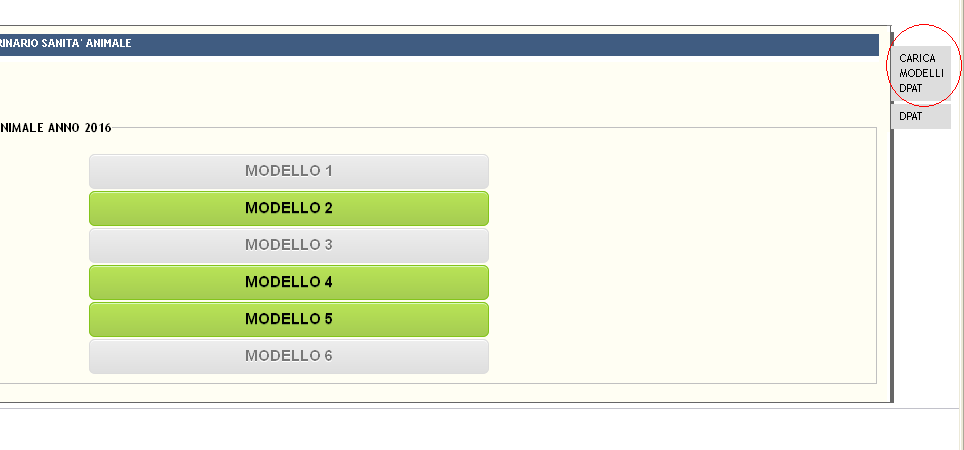 RINARIO SANITA' ANIMALE
CARICA
MODELLI
DPAT
DPAT
NIMALE ANNO 2016
MODELLO 1
MODELLO 2
MODELLO 3
MODELLO 4
MODELLO 5
MODELLO 6